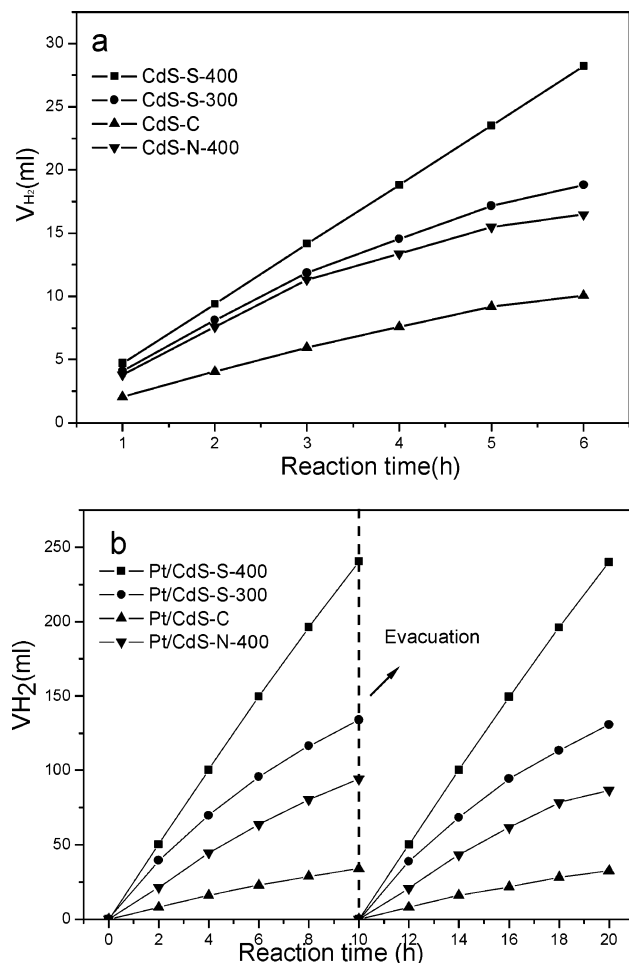 a
30
25
20
15
10
5
0
V_H₂(ml)
CdS-S-400
CdS-S-300
CdS-C
CdS-N-400
1 2 3 4 5 6
Reaction time(h)
b
250
200
150
100
50
0
VH₂(ml)
Pt/CdS-S-400
Pt/CdS-S-300
Pt/CdS-C
Pt/CdS-N-400
Evacuation
0 2 4 6 8 10 12 14 16 18 20
Reaction time (h)